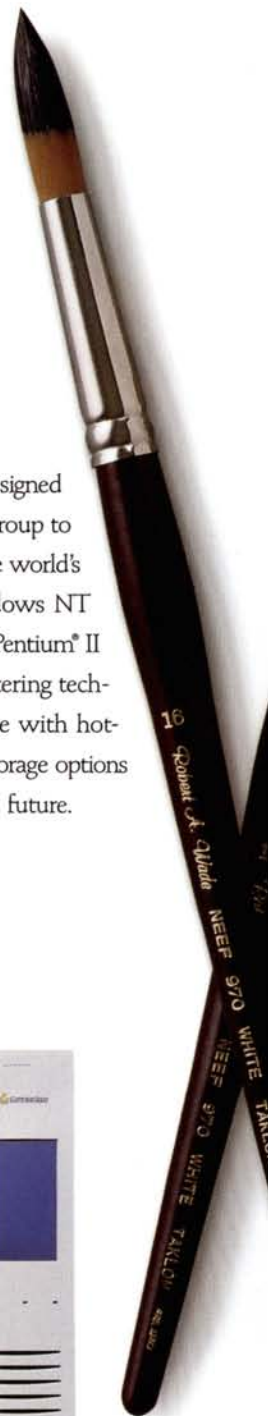 signed
roup to
e world's
lows NT
Pentium® II
tering tech-
e with hot-
orage options
future.
16 Robert A. Wade NEEF 970 WHITE TAKLO
NEEF 970 WHITE TAKLON